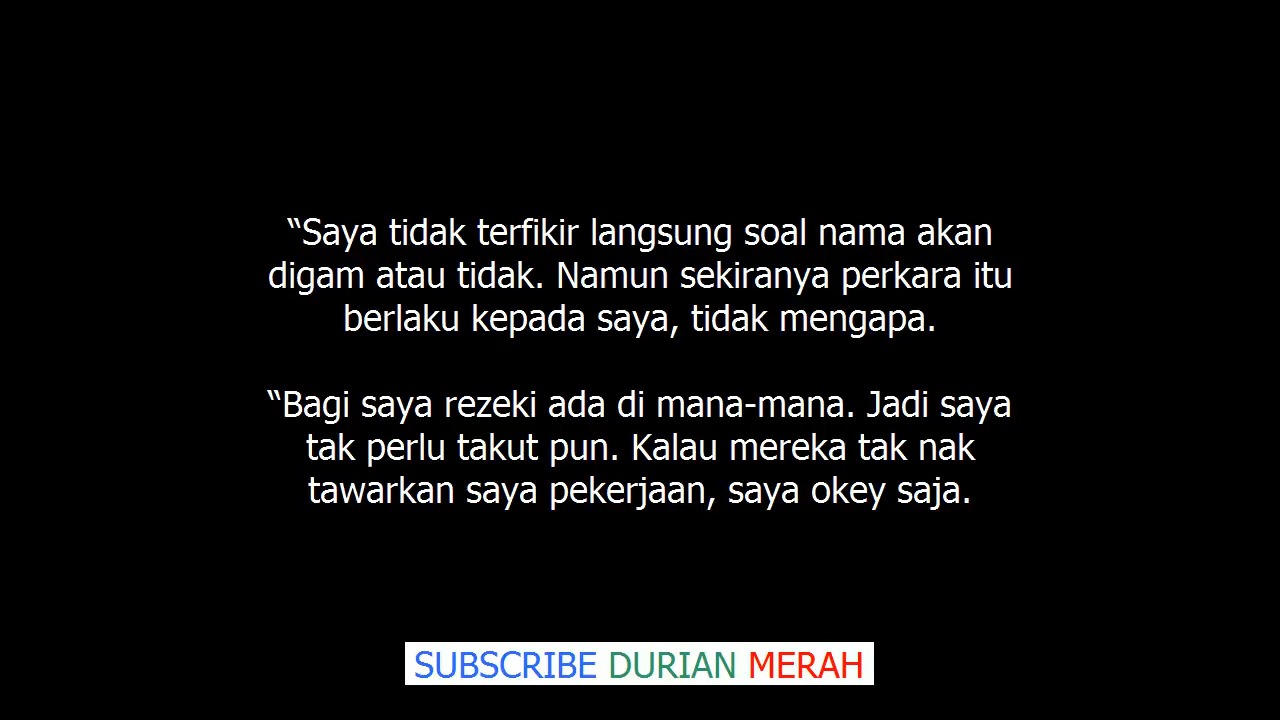 “Saya tidak terfikir langsung soal nama akan
digam atau tidak. Namun sekiranya perkara itu
berlaku kepada saya, tidak mengapa.
“Bagi saya rezeki ada di mana-mana. Jadi saya
tak perlu takut pun. Kalau mereka tak nak
tawarkan saya pekerjaan, saya okey saja.
SUBSCRIBE DURIAN MERAH